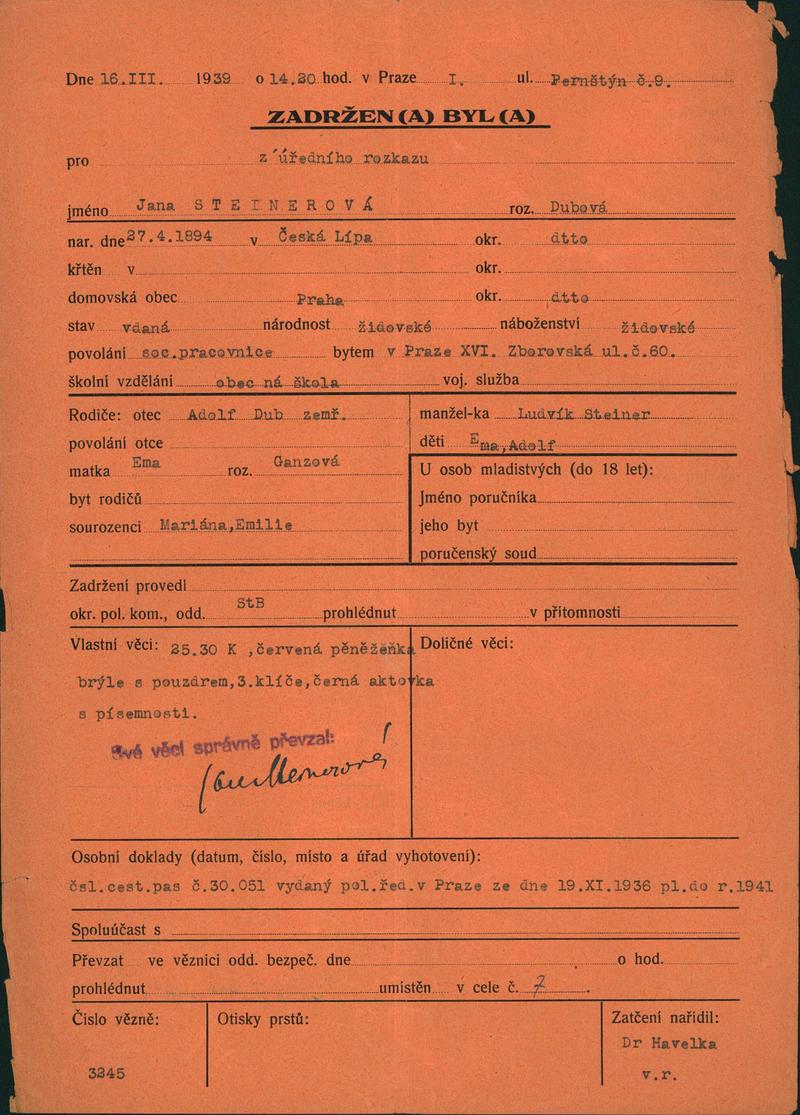 Dne 16.III. 1939 o 14.20 hod. v Praze I. ul. Pernštýn č.9.
ZADRŽEN (A) BYL (A)
pro z úředního rozkazu
jméno Jana STEINEROVÁ roz. Dubová
nar. dne 27.4.1894 v Česká Lípa okr. dtto
křtěn v okr.
domovská obec Praha okr. dtto
stav vdaná národnost židovské náboženství židovské
povolání soc.pracovnice bytem v Praze XVI. Zborovská ul.č.60.
školní vzdělání obec ná škola voj. služba
Rodiče: otec Adolf Dub zemř. manžel-ka Ludvík Steiner
povolání otce děti Ema,Adolf
matka Ema roz. Ganzová U osob mladistvých (do 18 let):
byt rodičů Jméno poručníka
sourozenci Mariána,Emilie jeho byt
poručenský soud
Zadržení provedl
okr. pol. kom., odd. StB prohlédnut v přítomnosti
Vlastní věci: 25.30 K ,červená pěněžěňka Doličné věci:
brýle s pouzdrem,3.klíče,černá aktovka
s písemnosti.
Své věci správně převzal:
Osobní doklady (datum, číslo, místo a úřad vyhotovení):
čsl.cest.pas č.30.051 vydaný pol.řed.v Praze ze dne 19.XI.1936 pl.do r.1941
Spoluúčast s
Převzat ve věznici odd. bezpeč. dne o hod.
prohlédnut umístěn v cele č. 7
Číslo vězně: Otisky prstů: Zatčení nařídil:
Dr Havelka
3245 v.r.